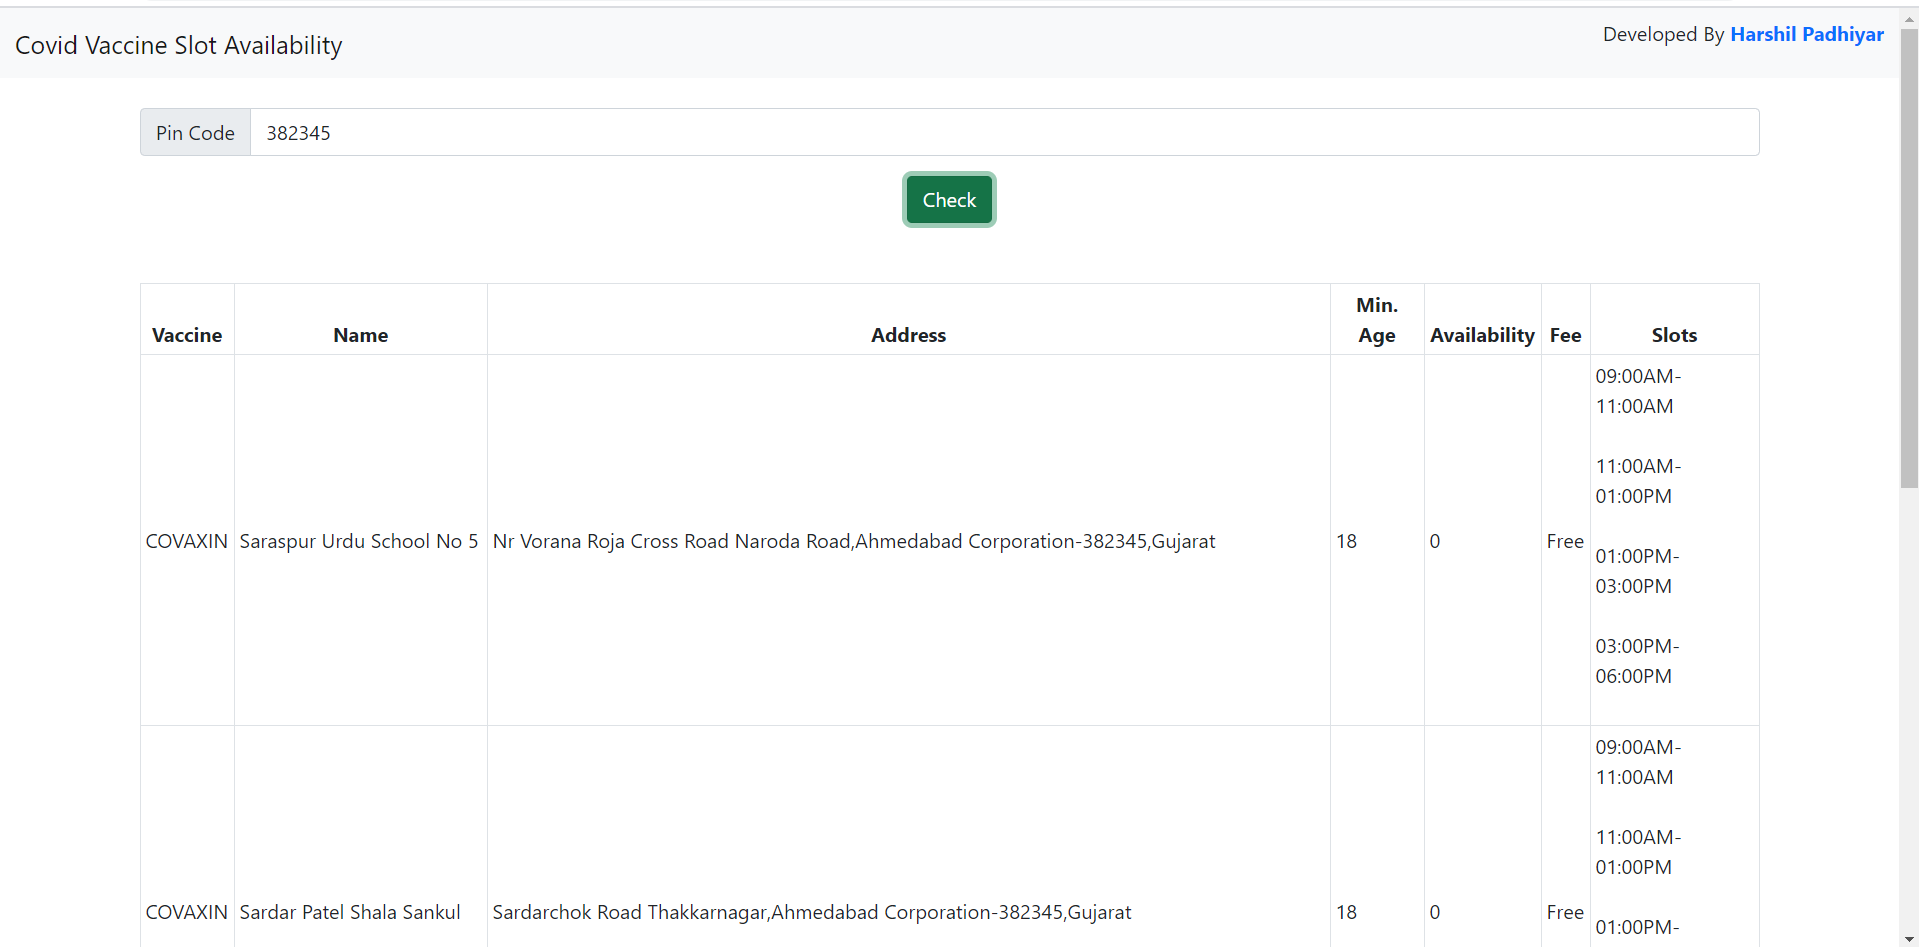 Covid Vaccine Slot Availability
Developed By Harshil Padhiyar
Pin Code 382345
Check
Vaccine Name Address Min. Age Availability Fee Slots
COVAXIN Saraspur Urdu School No 5 Nr Vorana Roja Cross Road Naroda Road,Ahmedabad Corporation-382345,Gujarat 18 0 Free
09:00AM-
11:00AM
11:00AM-
01:00PM
01:00PM-
03:00PM
03:00PM-
06:00PM
COVAXIN Sardar Patel Shala Sankul Sardarchok Road Thakkarnagar,Ahmedabad Corporation-382345,Gujarat 18 0 Free
09:00AM-
11:00AM
11:00AM-
01:00PM
01:00PM-